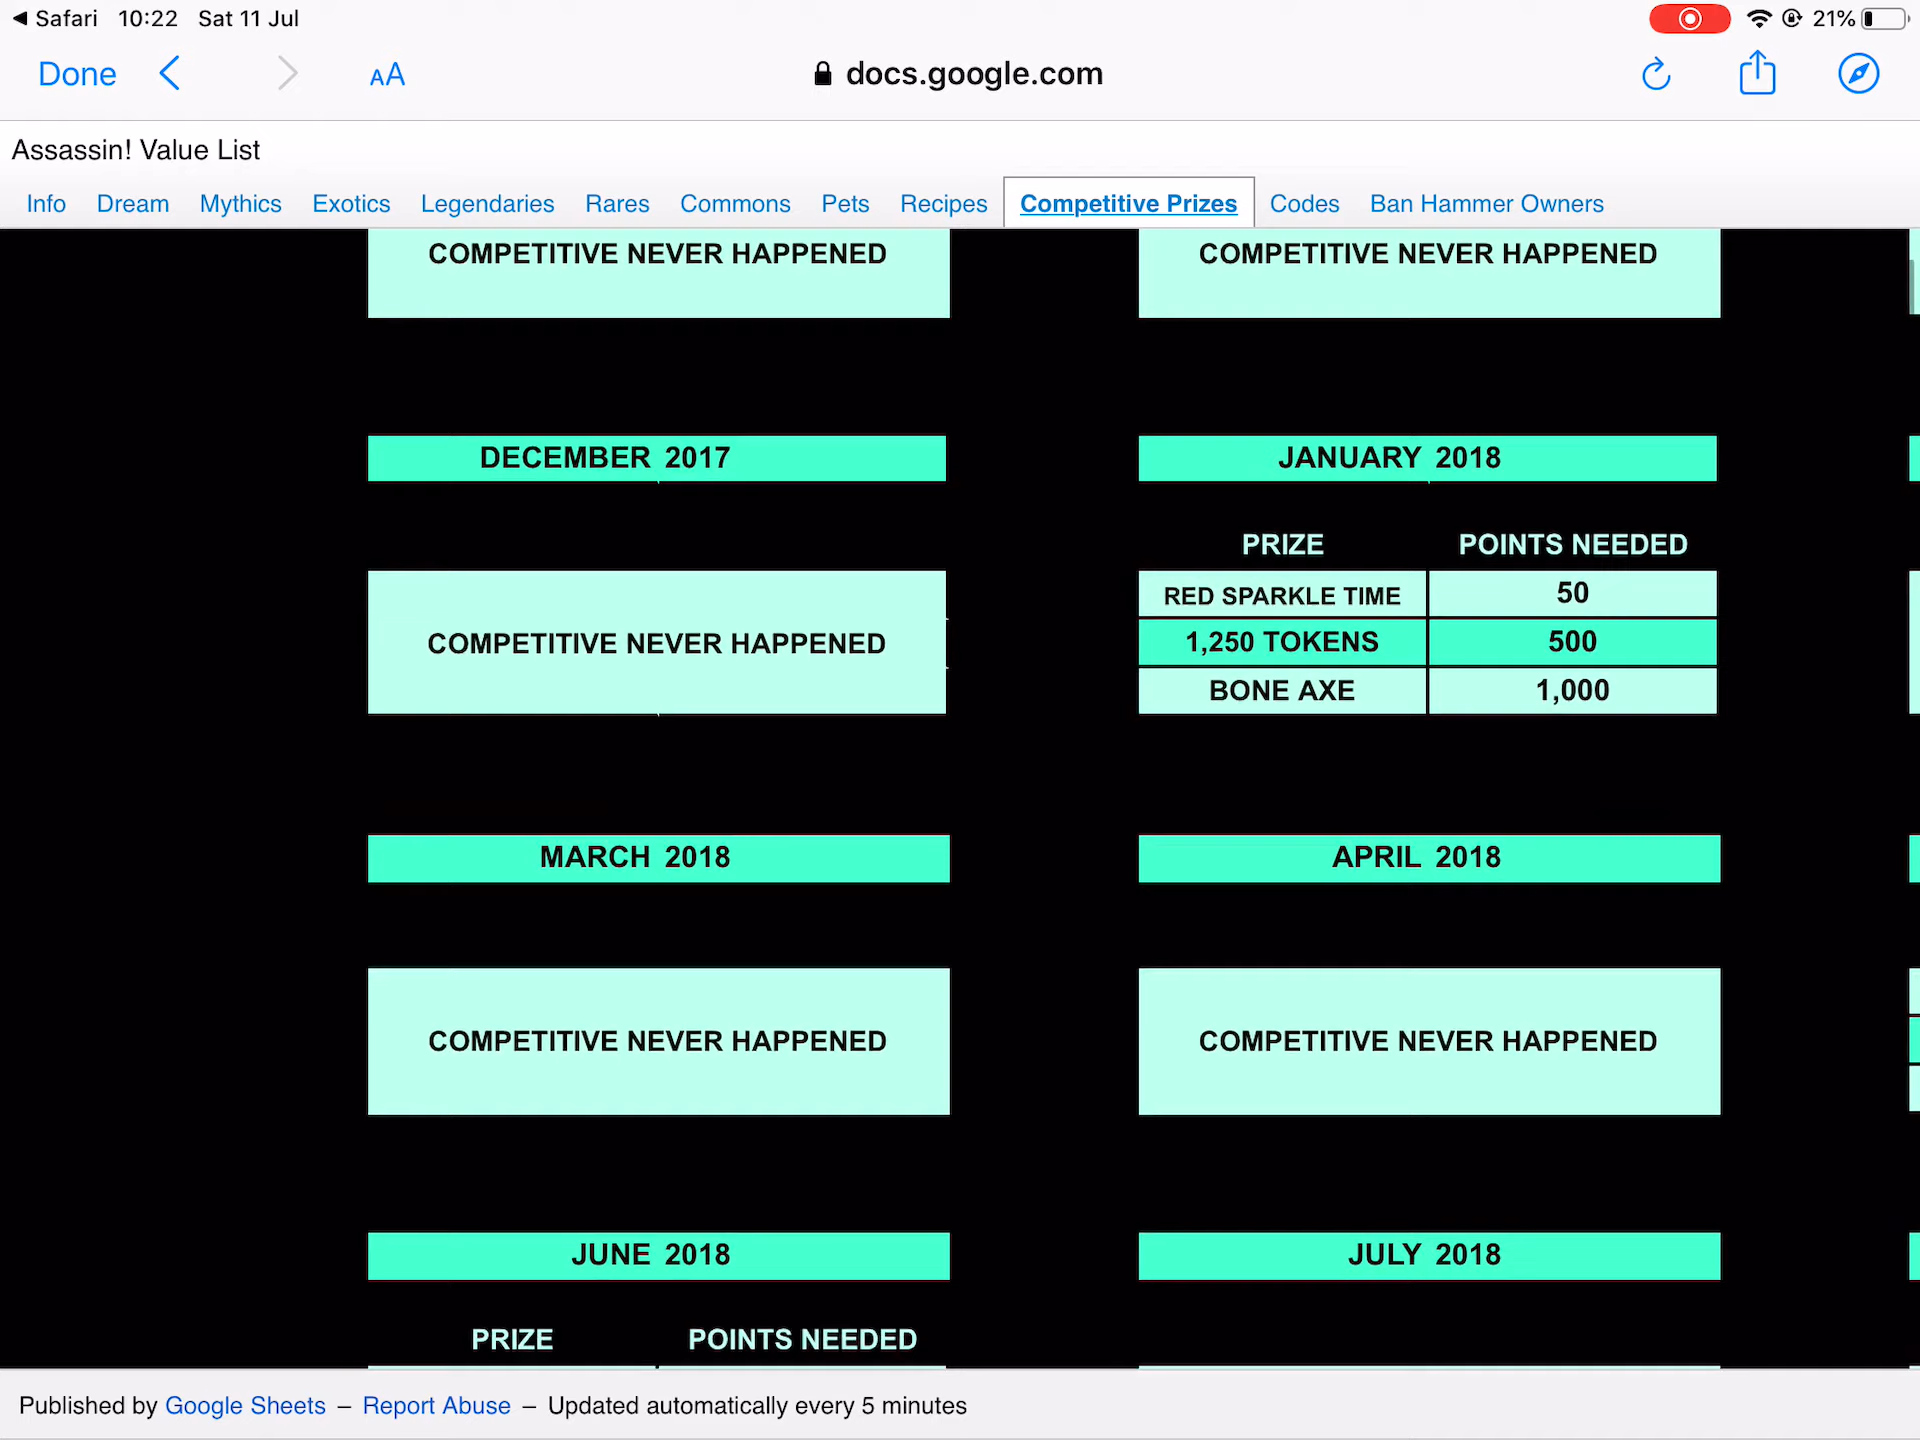 Safari 10:22 Sat 11 Jul 21%
Done AA docs.google.com
Assassin! Value List
Info Dream Mythics Exotics Legendaries Rares Commons Pets Recipes Competitive Prizes Codes Ban Hammer Owners
COMPETITIVE NEVER HAPPENED COMPETITIVE NEVER HAPPENED
DECEMBER 2017 JANUARY 2018
PRIZE POINTS NEEDED
RED SPARKLE TIME 50
COMPETITIVE NEVER HAPPENED 1,250 TOKENS 500
BONE AXE 1,000
MARCH 2018 APRIL 2018
COMPETITIVE NEVER HAPPENED COMPETITIVE NEVER HAPPENED
JUNE 2018 JULY 2018
PRIZE POINTS NEEDED
Published by Google Sheets – Report Abuse – Updated automatically every 5 minutes